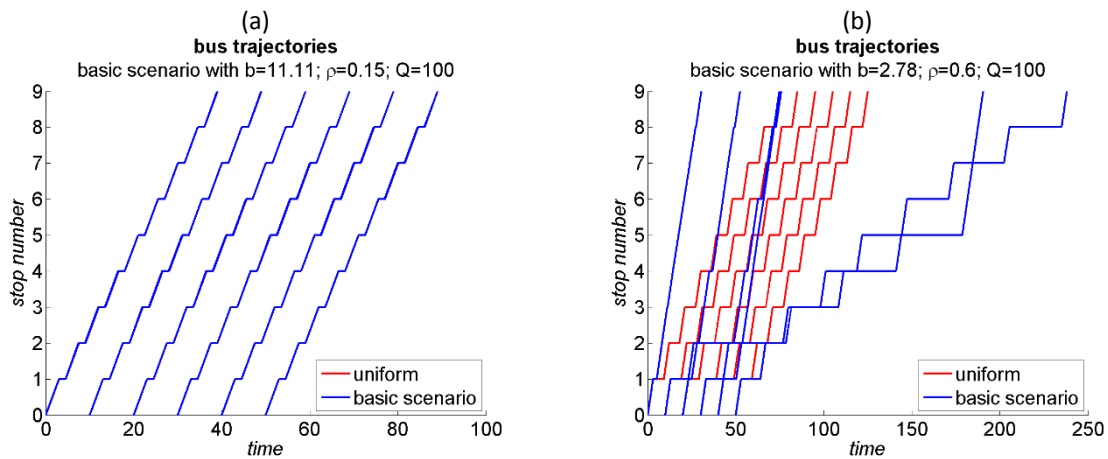 (a)
bus trajectories
basic scenario with b=11.11; ρ=0.15; Q=100
9
8
7
6
5
4
3
2
1
0
stop number
0 20 40 60 80 100
time
uniform
basic scenario
(b)
bus trajectories
basic scenario with b=2.78; ρ=0.6; Q=100
9
8
7
6
5
4
3
2
1
0
stop number
0 50 100 150 200 250
time
uniform
basic scenario